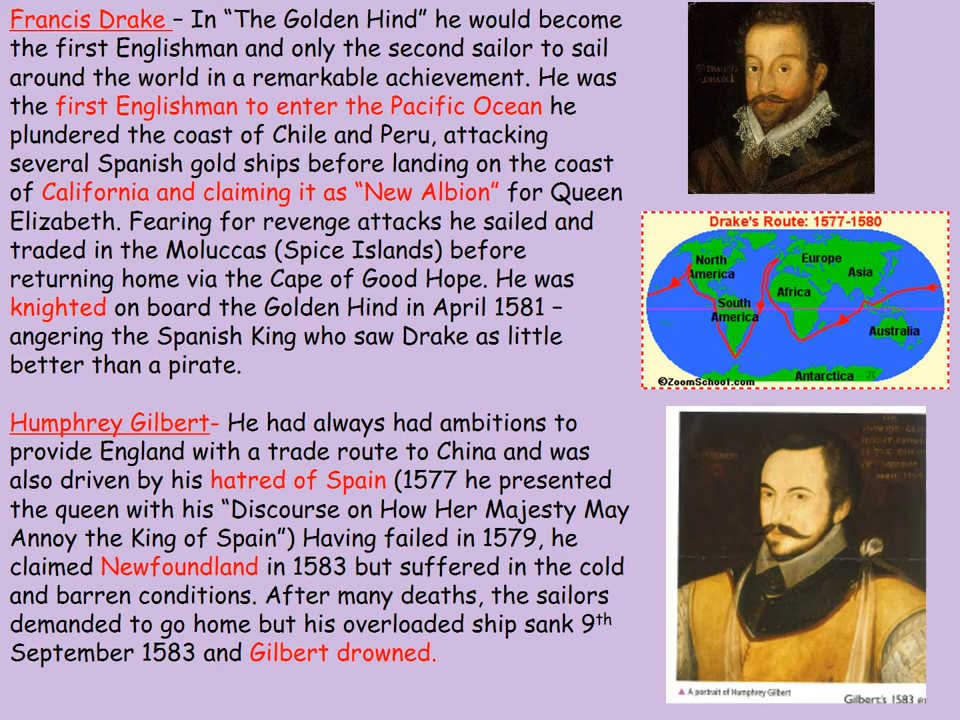 Francis Drake – In “The Golden Hind” he would become
the first Englishman and only the second sailor to sail
around the world in a remarkable achievement. He was
the first Englishman to enter the Pacific Ocean he
plundered the coast of Chile and Peru, attacking
several Spanish gold ships before landing on the coast
of California and claiming it as “New Albion” for Queen
Elizabeth. Fearing for revenge attacks he sailed and
traded in the Moluccas (Spice Islands) before
returning home via the Cape of Good Hope. He was
knighted on board the Golden Hind in April 1581 –
angering the Spanish King who saw Drake as little
better than a pirate.
Drake's Route: 1577-1580
North
America
Europe
Asia
Africa
South
America
Australia
Antarctica
©ZoomSchool.com
Humphrey Gilbert- He had always had ambitions to
provide England with a trade route to China and was
also driven by his hatred of Spain (1577 he presented
the queen with his “Discourse on How Her Majesty May
Annoy the King of Spain”) Having failed in 1579, he
claimed Newfoundland in 1583 but suffered in the cold
and barren conditions. After many deaths, the sailors
demanded to go home but his overloaded ship sank 9th
September 1583 and Gilbert drowned.
▲ A portrait of Humphrey Gilbert
Gilbert's 1583